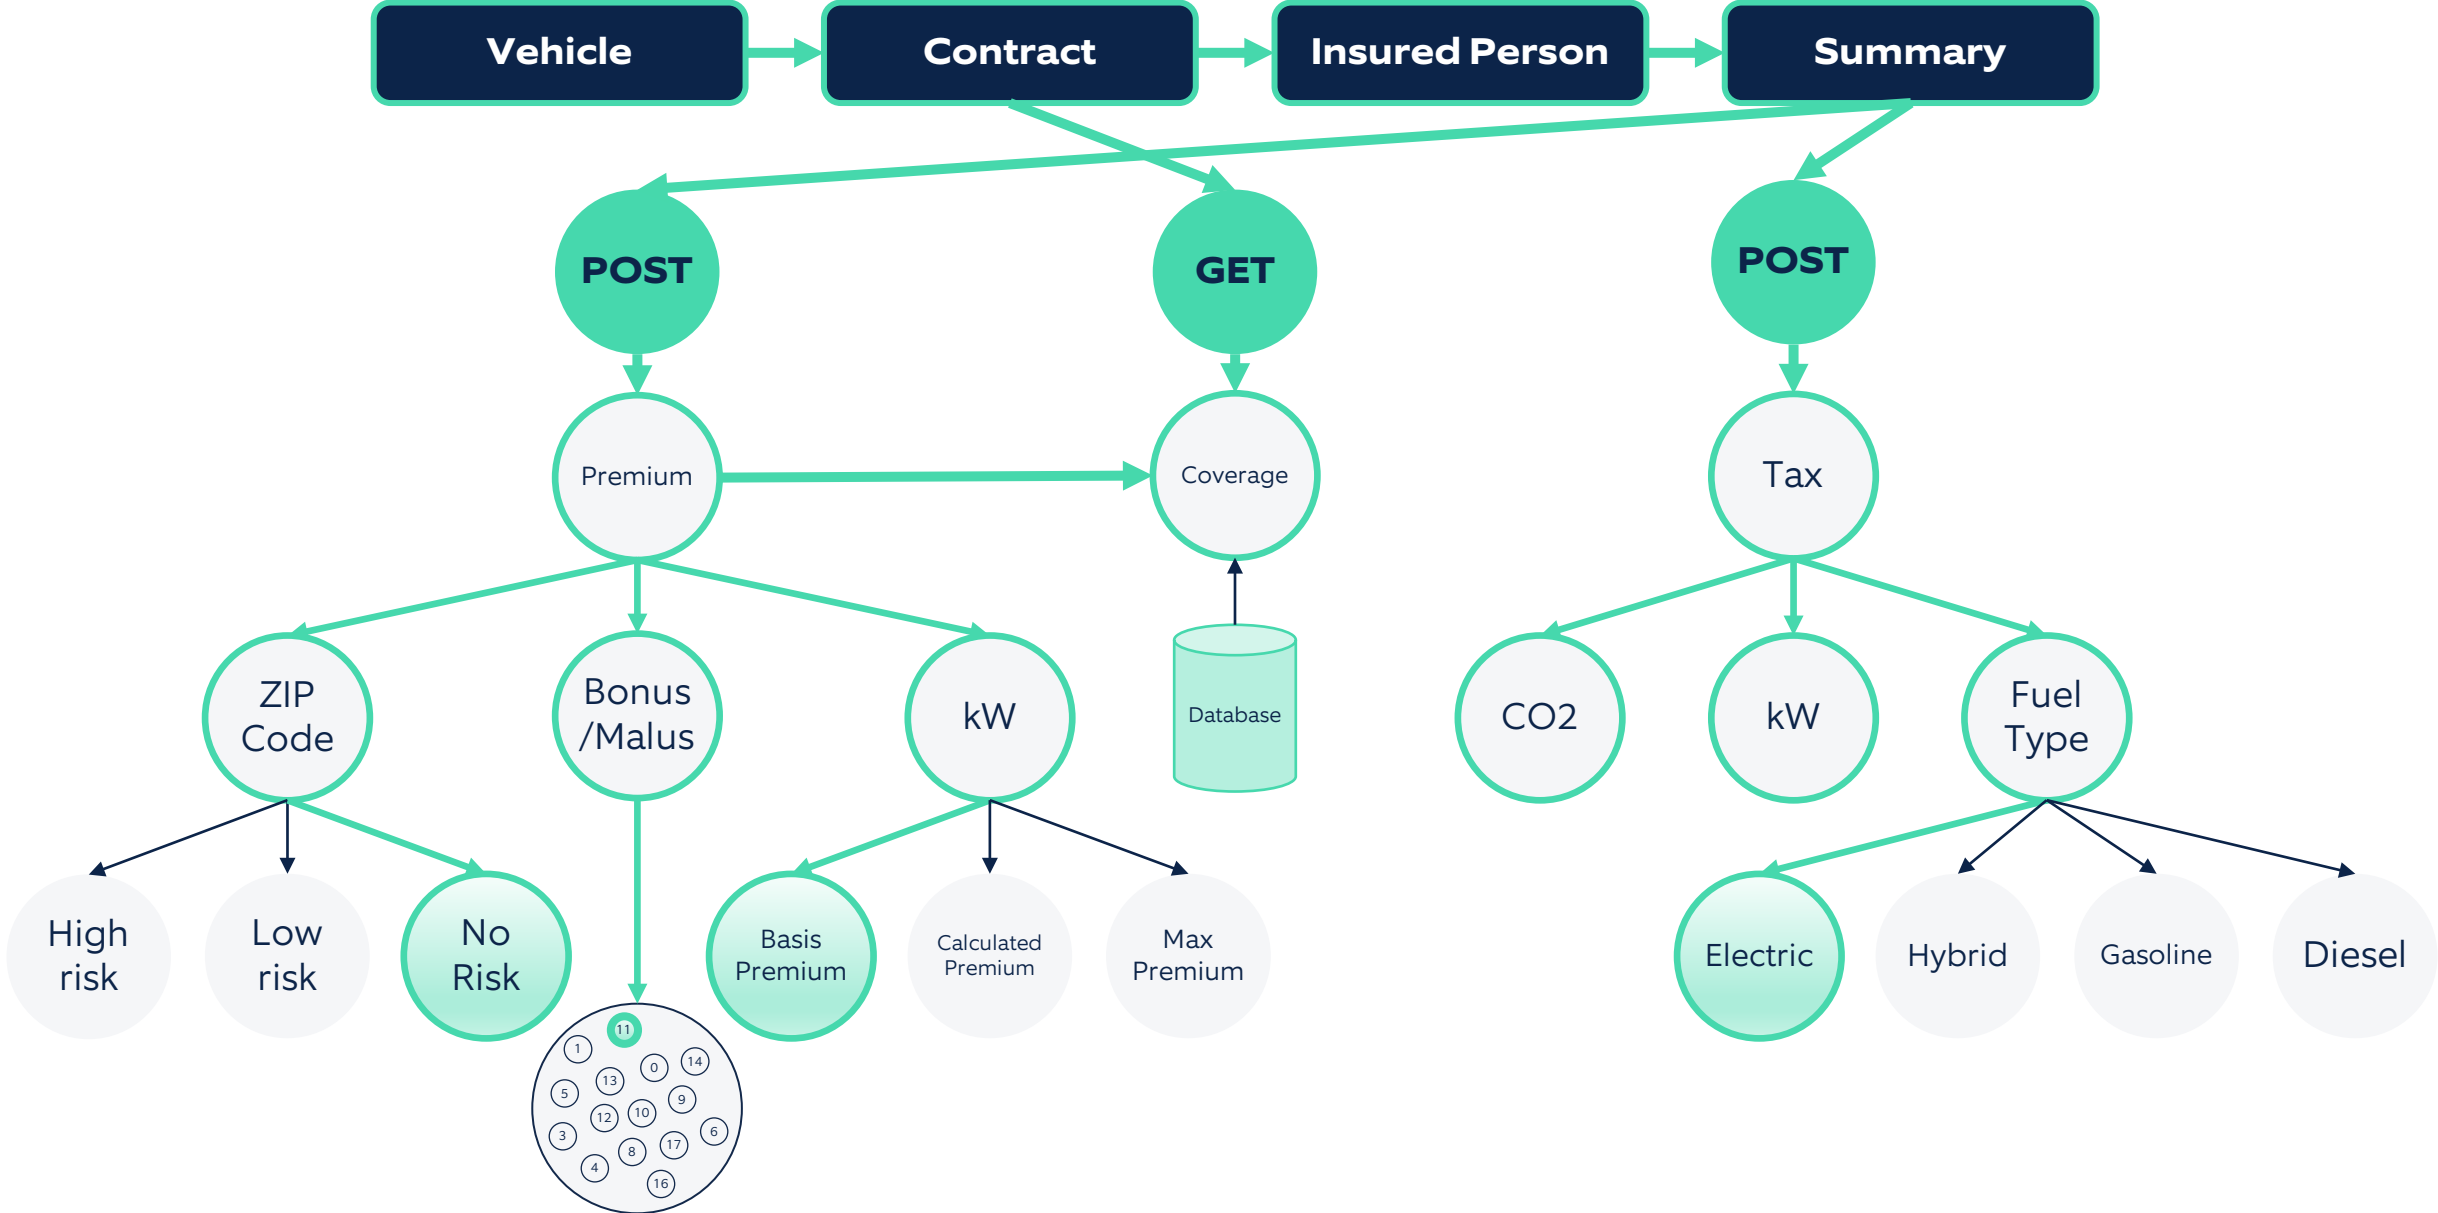 Vehicle
Contract
Insured Person
Summary
POST
GET
POST
Premium
Coverage
Tax
ZIP
Code
Bonus
/Malus
kW
Database
CO2
kW
Fuel
Type
High
risk
Low
risk
No
Risk
Basis
Premium
Calculated
Premium
Max
Premium
Electric
Hybrid
Gasoline
Diesel
11
1
0
14
13
5
9
12
10
3
6
8
17
4
16